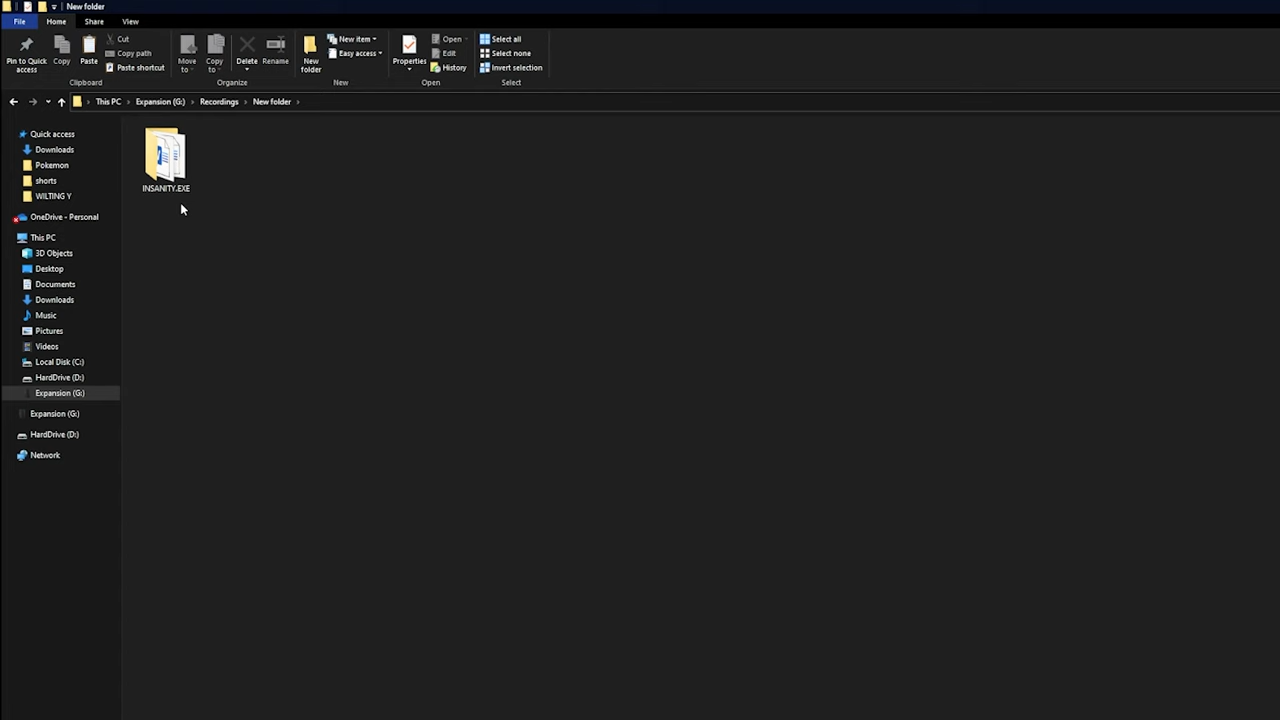 New folder
File Home Share View
Pin to Quick access
Copy
Paste
Cut
Copy path
Paste shortcut
Clipboard
Move to
Copy to
Delete
Rename
Organize
New folder
New item
Easy access
New
Properties
Open
Edit
History
Open
Select all
Select none
Invert selection
Select
This PC Expansion (G:) Recordings New folder
Quick access
Downloads
Pokemon
shorts
WILTING Y
OneDrive - Personal
This PC
3D Objects
Desktop
Documents
Downloads
Music
Pictures
Videos
Local Disk (C:)
HardDrive (D:)
Expansion (G:)
Expansion (G:)
HardDrive (D:)
Network
INSANITY.EXE